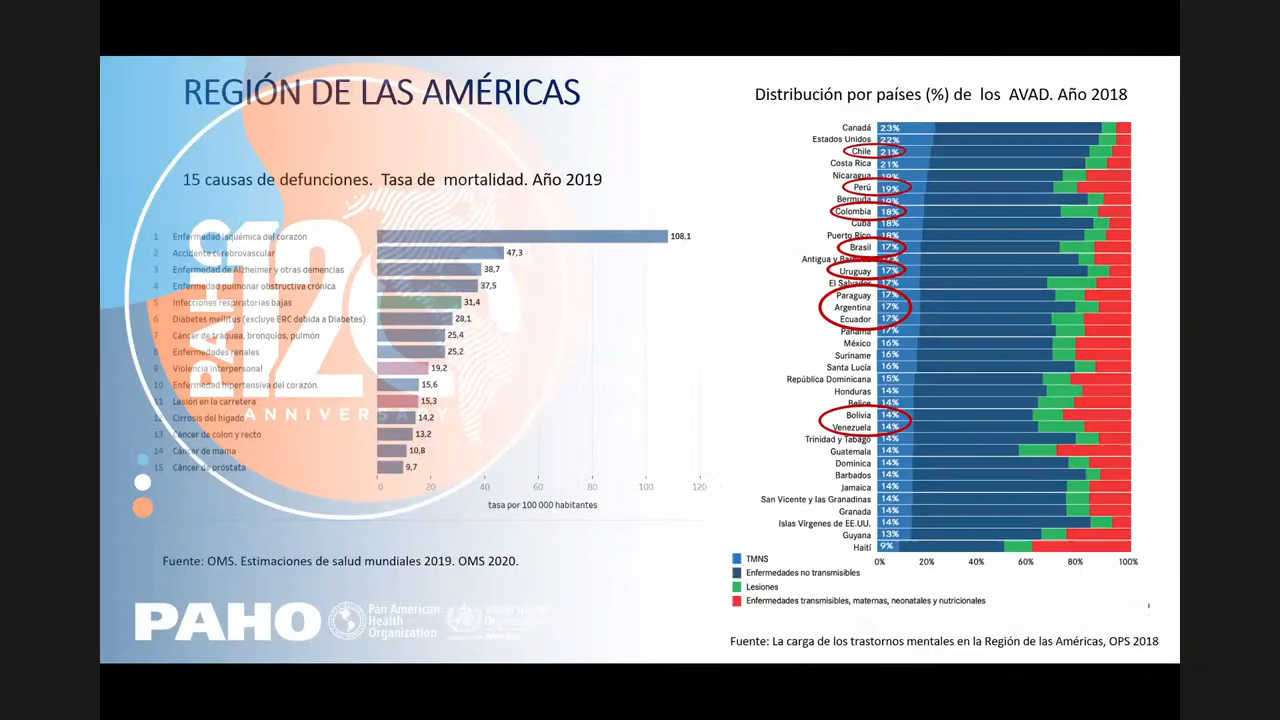 REGIÓN DE LAS AMÉRICAS
15 causas de defunciones. Tasa de mortalidad. Año 2019
1 Enfermedad isquémica del corazón 108,1
2 Accidente cerebrovascular 47,3
3 Enfermedad de Alzheimer y otras demencias 38,7
4 Enfermedad pulmonar obstructiva crónica 37,5
5 Infecciones respiratorias bajas 31,4
6 Diabetes mellitus (excluye ERC debida a Diabetes) 28,1
7 Cáncer de tráquea, bronquios, pulmón 25,4
8 Enfermedades renales 25,2
9 Violencia interpersonal 19,2
10 Enfermedad hipertensiva del corazón 15,6
11 Lesión en la carretera 15,3
12 Cirrosis del hígado 14,2
13 Cáncer de colon y recto 13,2
14 Cáncer de mama 10,8
15 Cáncer de próstata 9,7
0 20 40 60 80 100 120
tasa por 100 000 habitantes
Fuente: OMS. Estimaciones de salud mundiales 2019. OMS 2020.
PAHO
120
ANNIVERSARY
PAHO
Pan American
Health
Organization
World Health
Organization
Americas
Distribución por países (%) de los AVAD. Año 2018
Canadá 23%
Estados Unidos 22%
Chile 21%
Costa Rica 21%
Nicaragua 19%
Perú 19%
Bermuda 19%
Colombia 18%
Cuba 18%
Puerto Rico 18%
Brasil 17%
Antigua y 17%
Uruguay 17%
El Salvador 17%
Paraguay 17%
Argentina 17%
Ecuador 17%
Panamá 17%
México 16%
Suriname 16%
Santa Lucía 16%
República Dominicana 15%
Honduras 14%
Belice 14%
Bolivia 14%
Venezuela 14%
Trinidad y Tabago 14%
Guatemala 14%
Dominica 14%
Barbados 14%
Jamaica 14%
San Vicente y las Granadinas 14%
Granada 14%
Islas Vírgenes de EE.UU. 14%
Guyana 13%
Haití 9%
0% 20% 40% 60% 80% 100%
TMNS
Enfermedades no transmisibles
Lesiones
Enfermedades transmisibles, maternas, neonatales y nutricionales
Fuente: La carga de los trastornos mentales en la Región de las Américas, OPS 2018